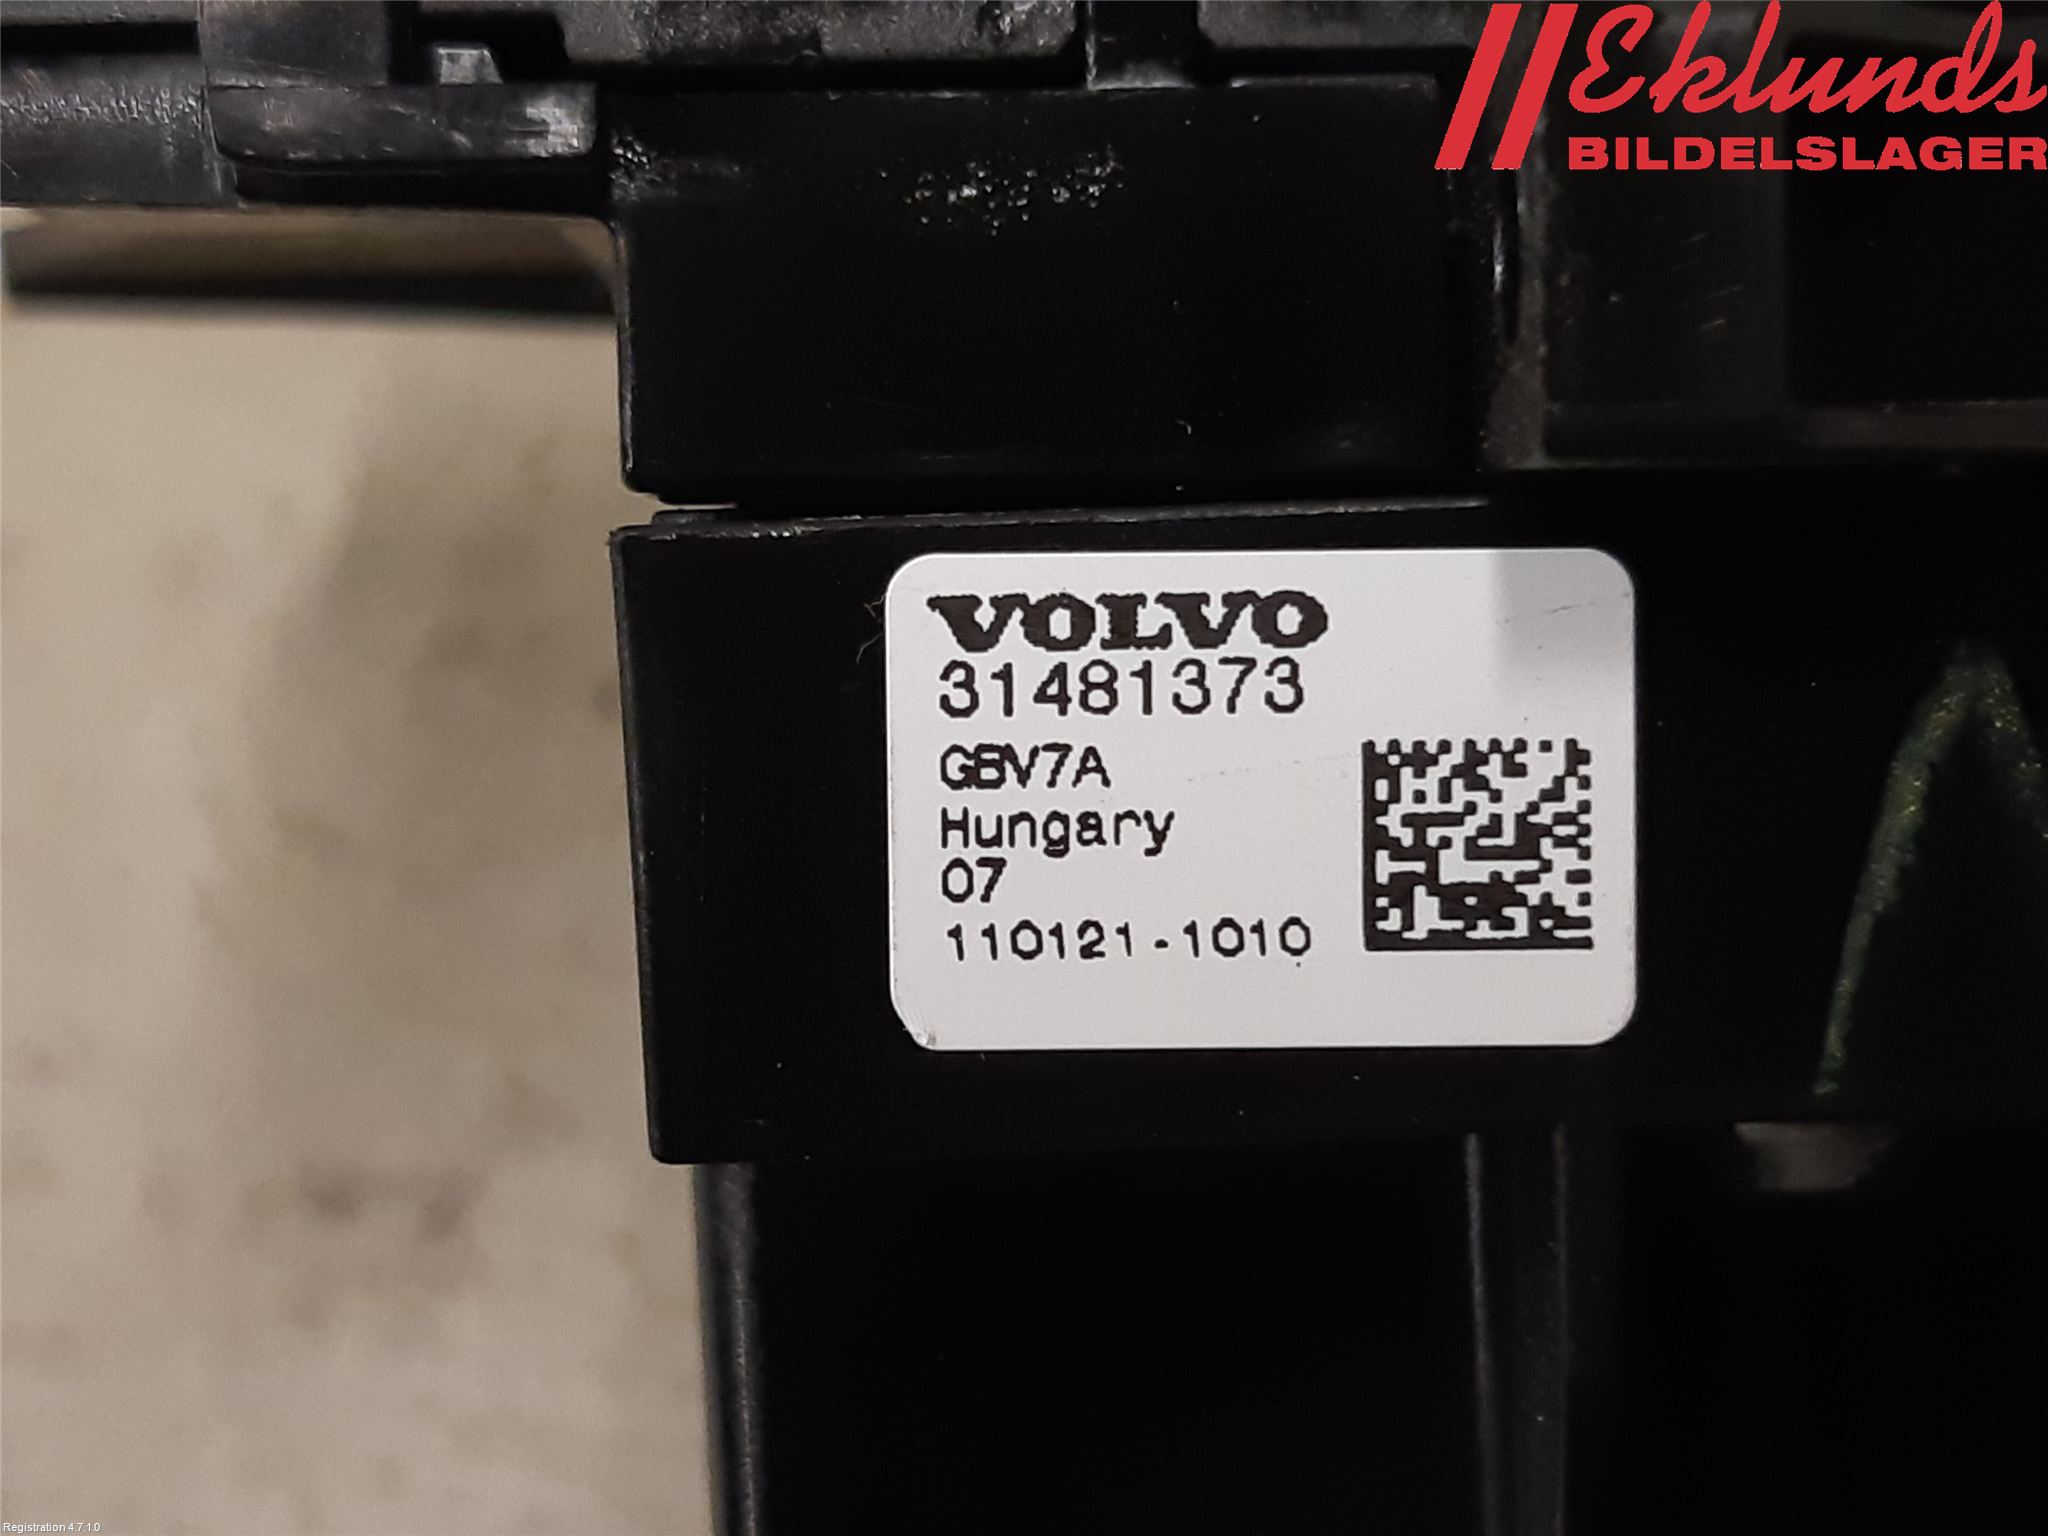 Eklunds
BILDELSLAGER
VOLVO
31481373
GBV7A
Hungary
07
110121-1010
Registration 4.7.1.0